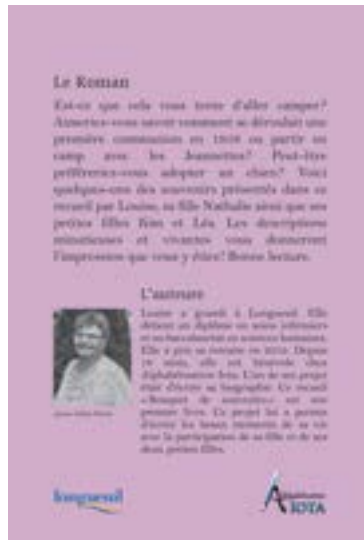 Le Roman
Est-ce que cela vous tente d'aller camper?
Aimeriez-vous savoir comment se déroulait une
première communion en ou partir en
camp avec les Jeannettes? Peut-être
préféreriez-vous adopter un chien? Voici
quelques-uns des souvenirs présentés dans ce
recueil par Louise, sa fille Nathalie ainsi que ses
petites filles Kim et Léa. Les descriptions
minutieuses et vivantes vous donneront
l'impression que vous y étiez! Bonne lecture.
L'auteure
Louise a grandi à Longueuil. Elle
détient un diplôme en soins infirmiers
et un baccalauréat en sciences humaines.
Elle a pris sa retraite en Depuis
ce temps, elle est bénévole chez
Alphabétisation Iota. L'un de ses projets
était d'écrire sa biographie. Ce recueil
«Bouquet de souvenirs» est son
premier livre. Ce projet lui a permis
d'écrire les beaux moments de sa vie
avec la participation de sa fille et de ses
deux petites filles.
longueuil
Alphabétisation
IOTA